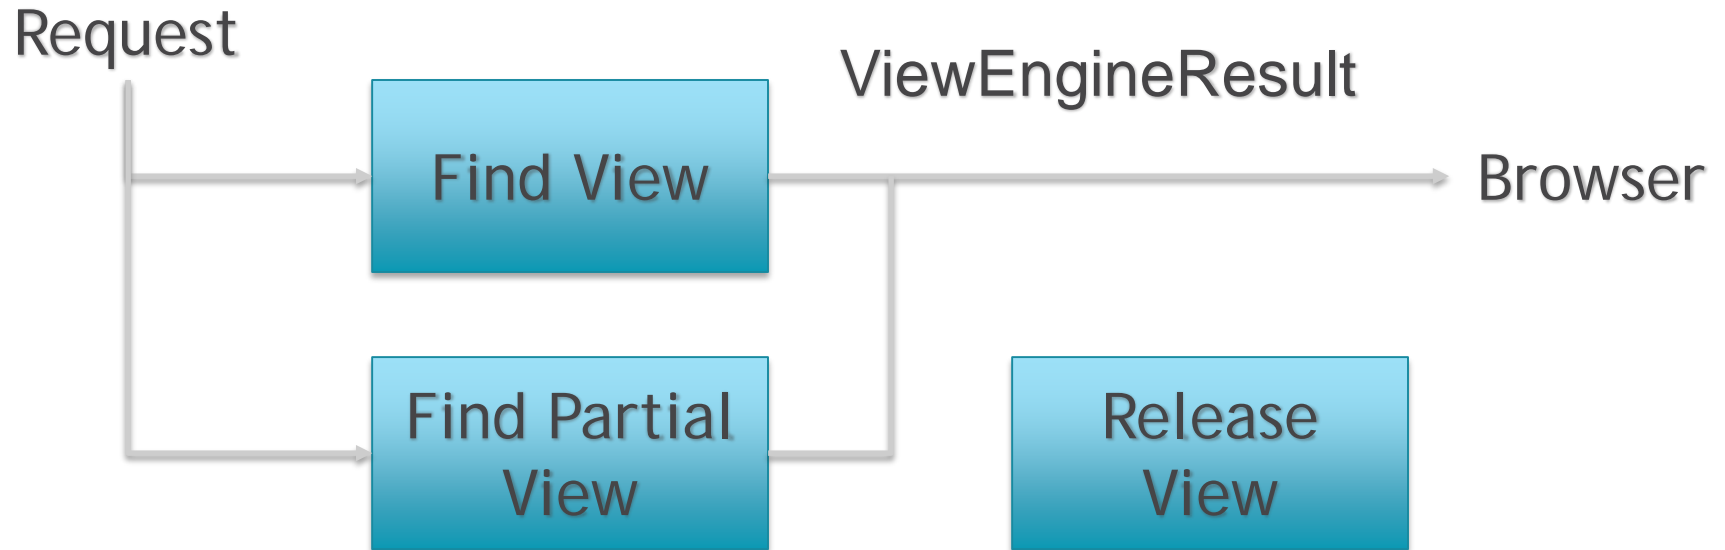 Request
ViewEngineResult
Find View
Browser
Find Partial
View
Release
View